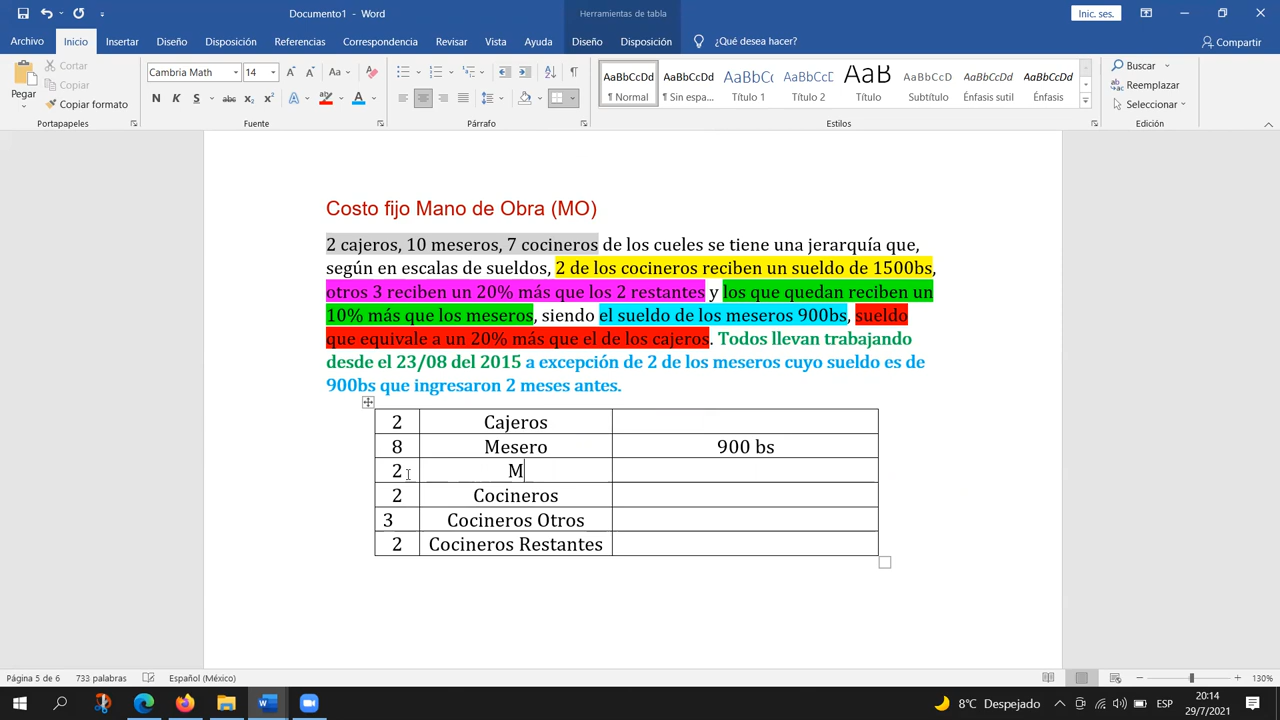 Documento1 - Word
Herramientas de tabla
Inic. ses.
Archivo Inicio Insertar Diseño Disposición Referencias Correspondencia Revisar Vista Ayuda Diseño Disposición ¿Qué desea hacer? Compartir
Pegar
Cortar
Copiar
Copiar formato
Portapapeles
Cambria Math 14
N K S abc x₂ x²
Fuente
Párrafo
AaBbCcDd AaBbCcDd AaBbCc AaBbCcD AaB AaBbCcD AaBbCcDd AaBbCcDd
¶ Normal ¶ Sin espa... Título 1 Título 2 Título Subtítulo Énfasis sutil Énfasis
Estilos
Buscar
Reemplazar
Seleccionar
Edición
Costo fijo Mano de Obra (MO)
2 cajeros, 10 meseros, 7 cocineros de los cueles se tiene una jerarquía que,
según en escalas de sueldos, 2 de los cocineros reciben un sueldo de 1500bs,
otros 3 reciben un 20% más que los 2 restantes y los que quedan reciben un
10% más que los meseros, siendo el sueldo de los meseros 900bs, sueldo
que equivale a un 20% más que el de los cajeros. Todos llevan trabajando
desde el 23/08 del 2015 a excepción de 2 de los meseros cuyo sueldo es de
900bs que ingresaron 2 meses antes.
2 Cajeros
8 Mesero 900 bs
2 M
2 Cocineros
3 Cocineros Otros
2 Cocineros Restantes
Página 5 de 6 733 palabras Español (México) 130%
8°C Despejado ESP 20:14
29/7/2021